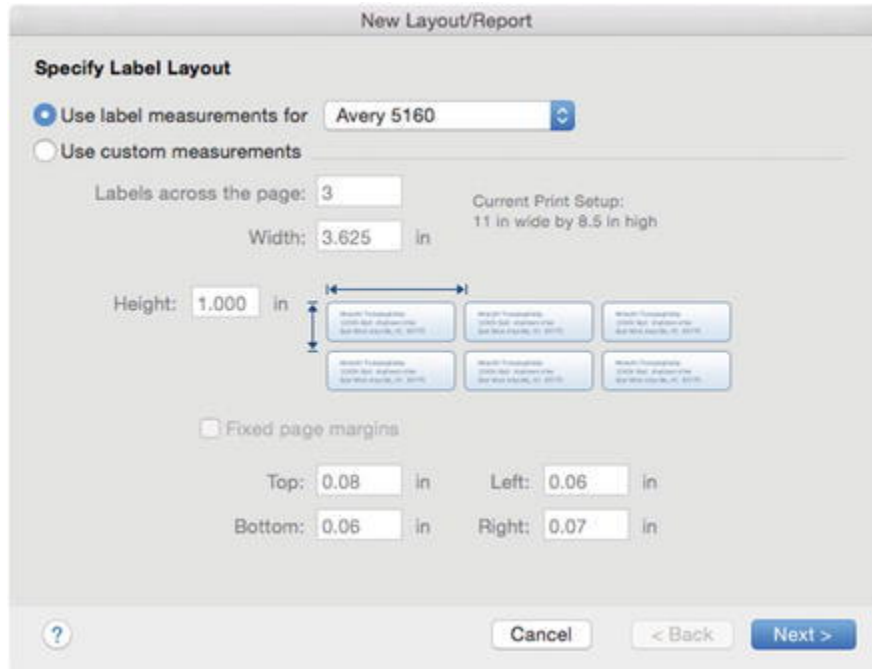 New Layout/Report
Specify Label Layout
Use label measurements for Avery 5160
Use custom measurements
Labels across the page: 3
Current Print Setup:
11 in wide by 8.5 in high
Width: 3.625 in
Height: 1.000 in
Fixed page margins
Top: 0.08 in Left: 0.06 in
Bottom: 0.06 in Right: 0.07 in
? Cancel < Back Next >